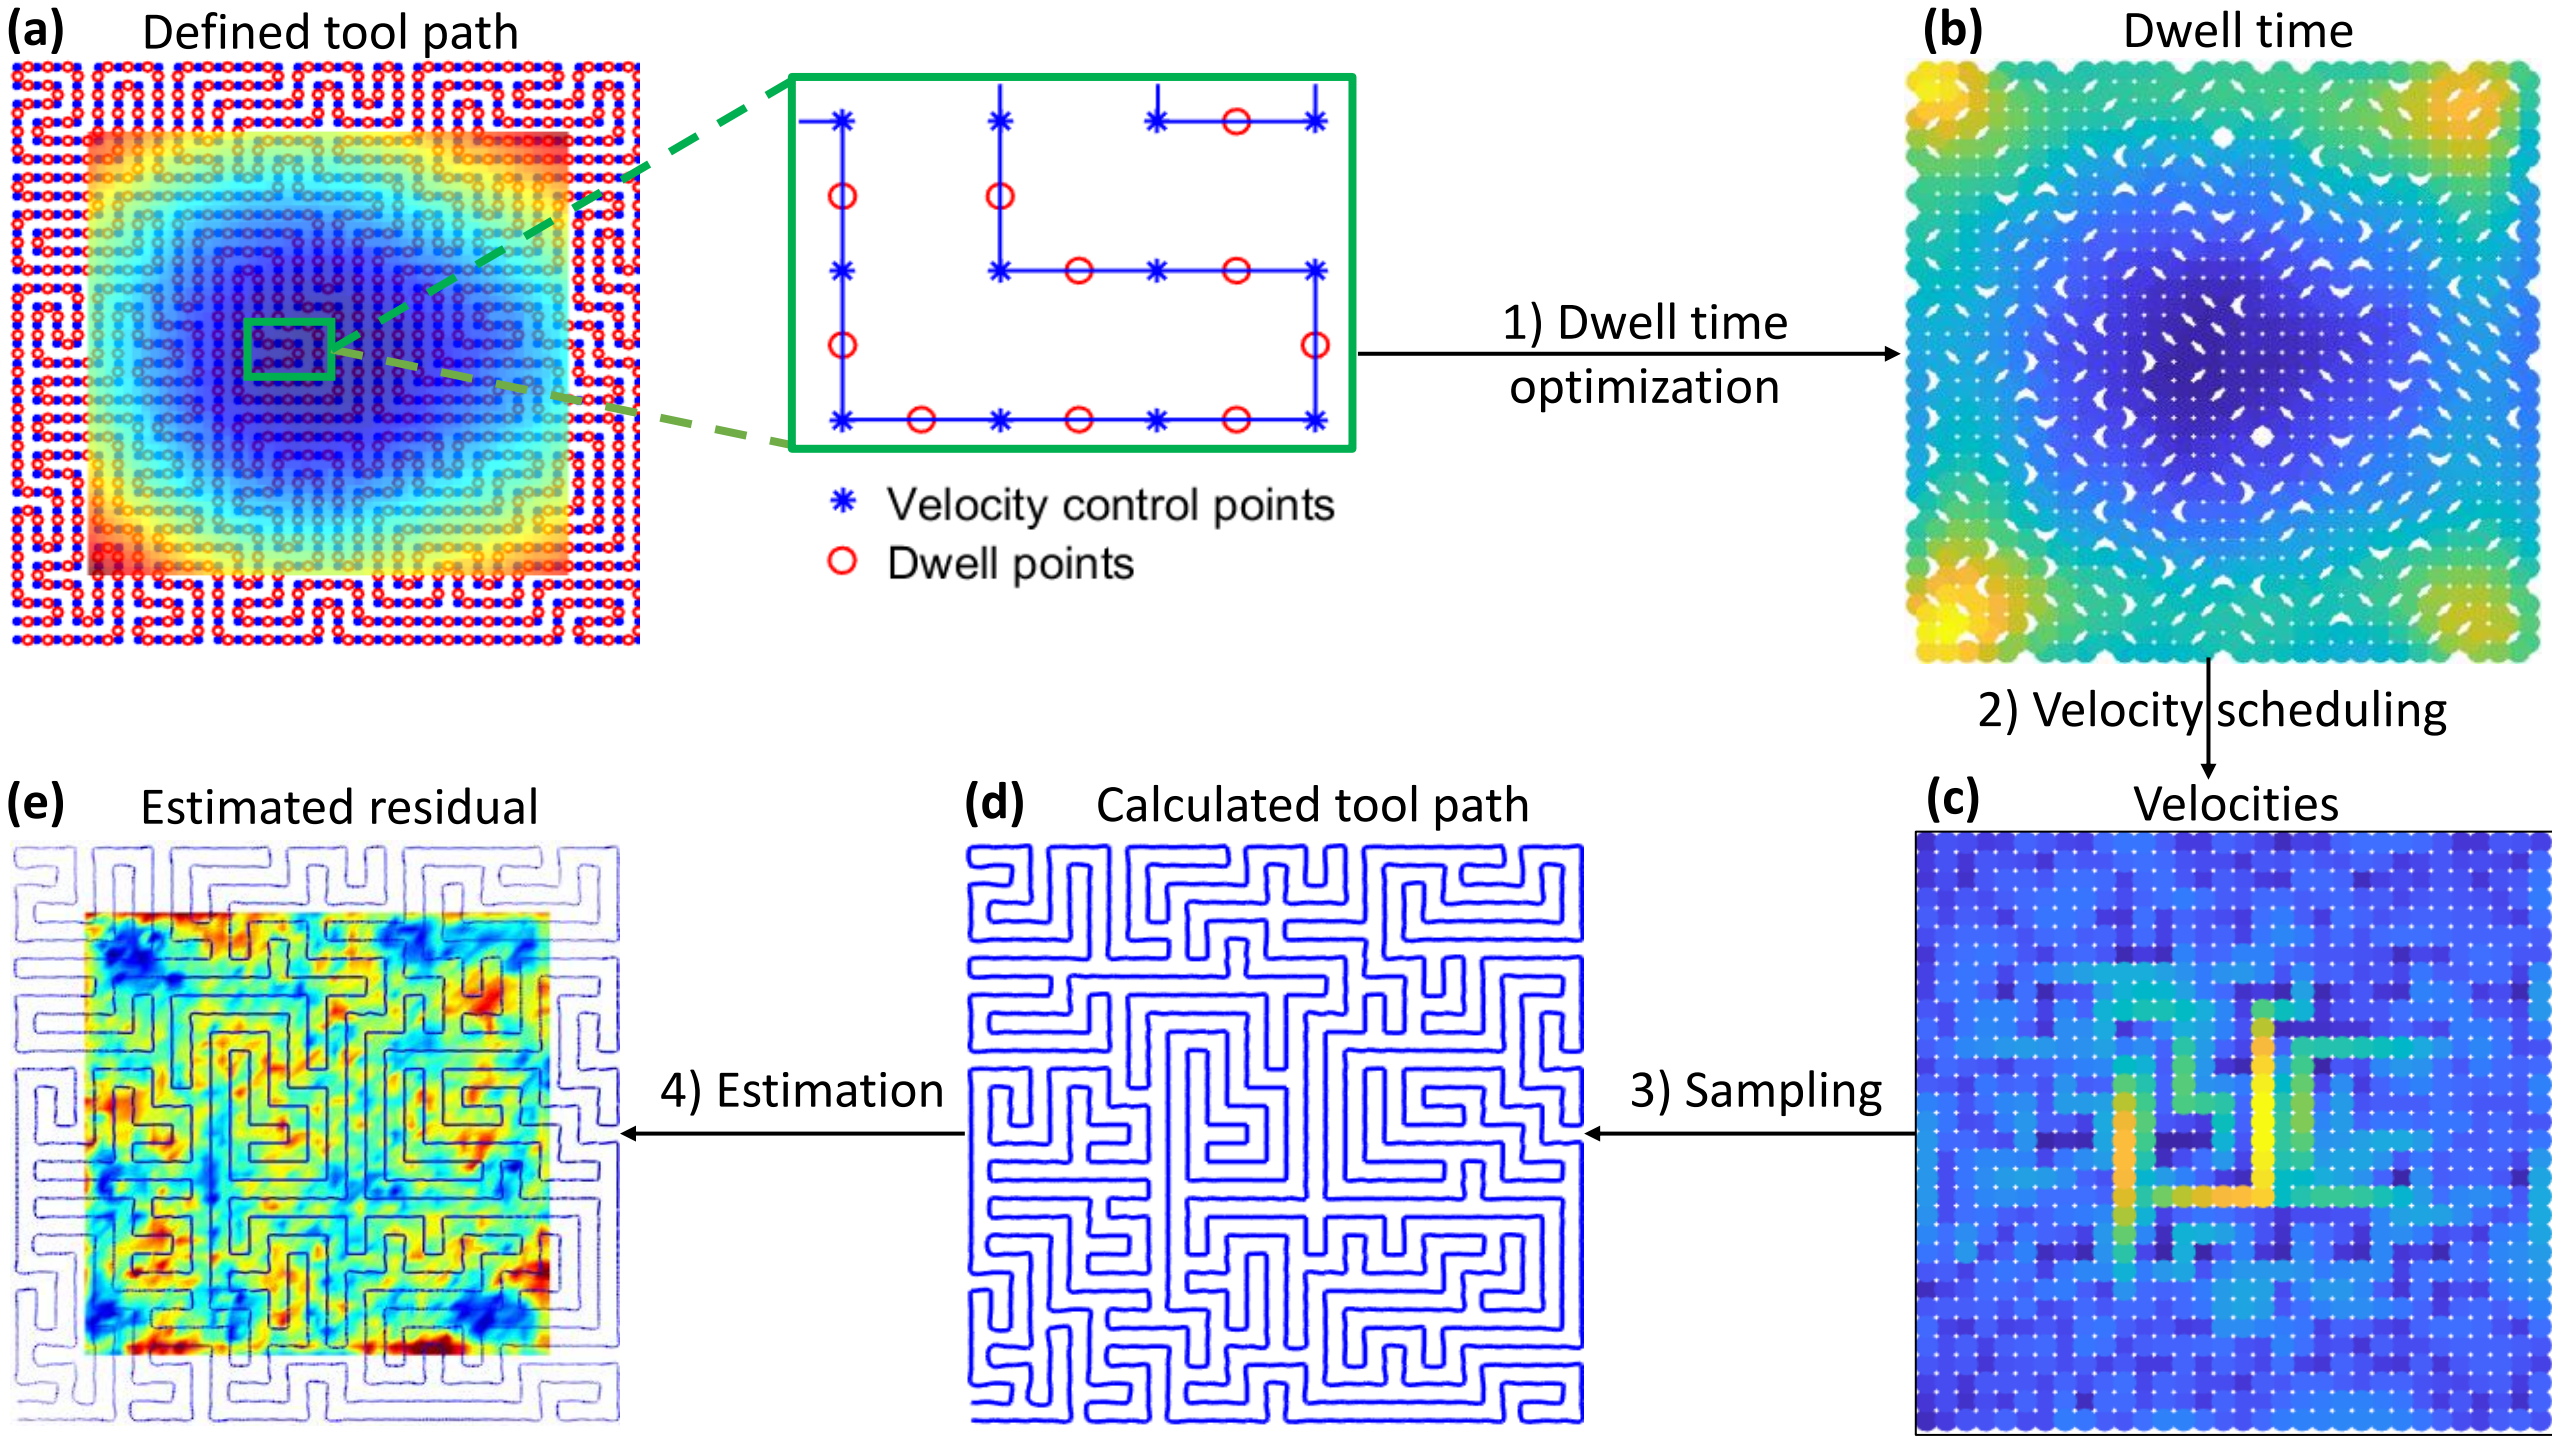 (a) Defined tool path
(b) Dwell time
Velocity control points
Dwell points
1) Dwell time
optimization
2) Velocity scheduling
(c) Velocities
3) Sampling
(d) Calculated tool path
4) Estimation
(e) Estimated residual